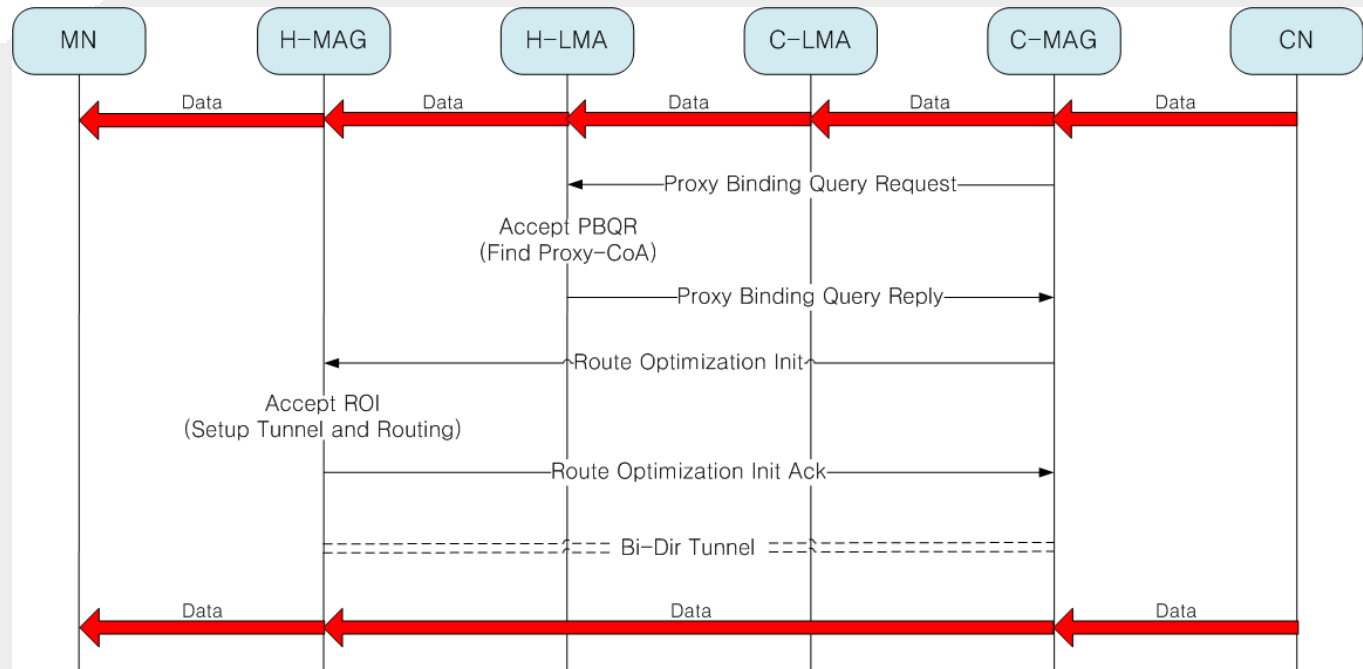 MN
H-MAG
H-LMA
C-LMA
C-MAG
CN
Data
Data
Data
Data
Data
Proxy Binding Query Request
Accept PBQR
(Find Proxy-CoA)
Proxy Binding Query Reply
Route Optimization Init
Accept ROI
(Setup Tunnel and Routing)
Route Optimization Init Ack
Bi-Dir Tunnel
Data
Data
Data